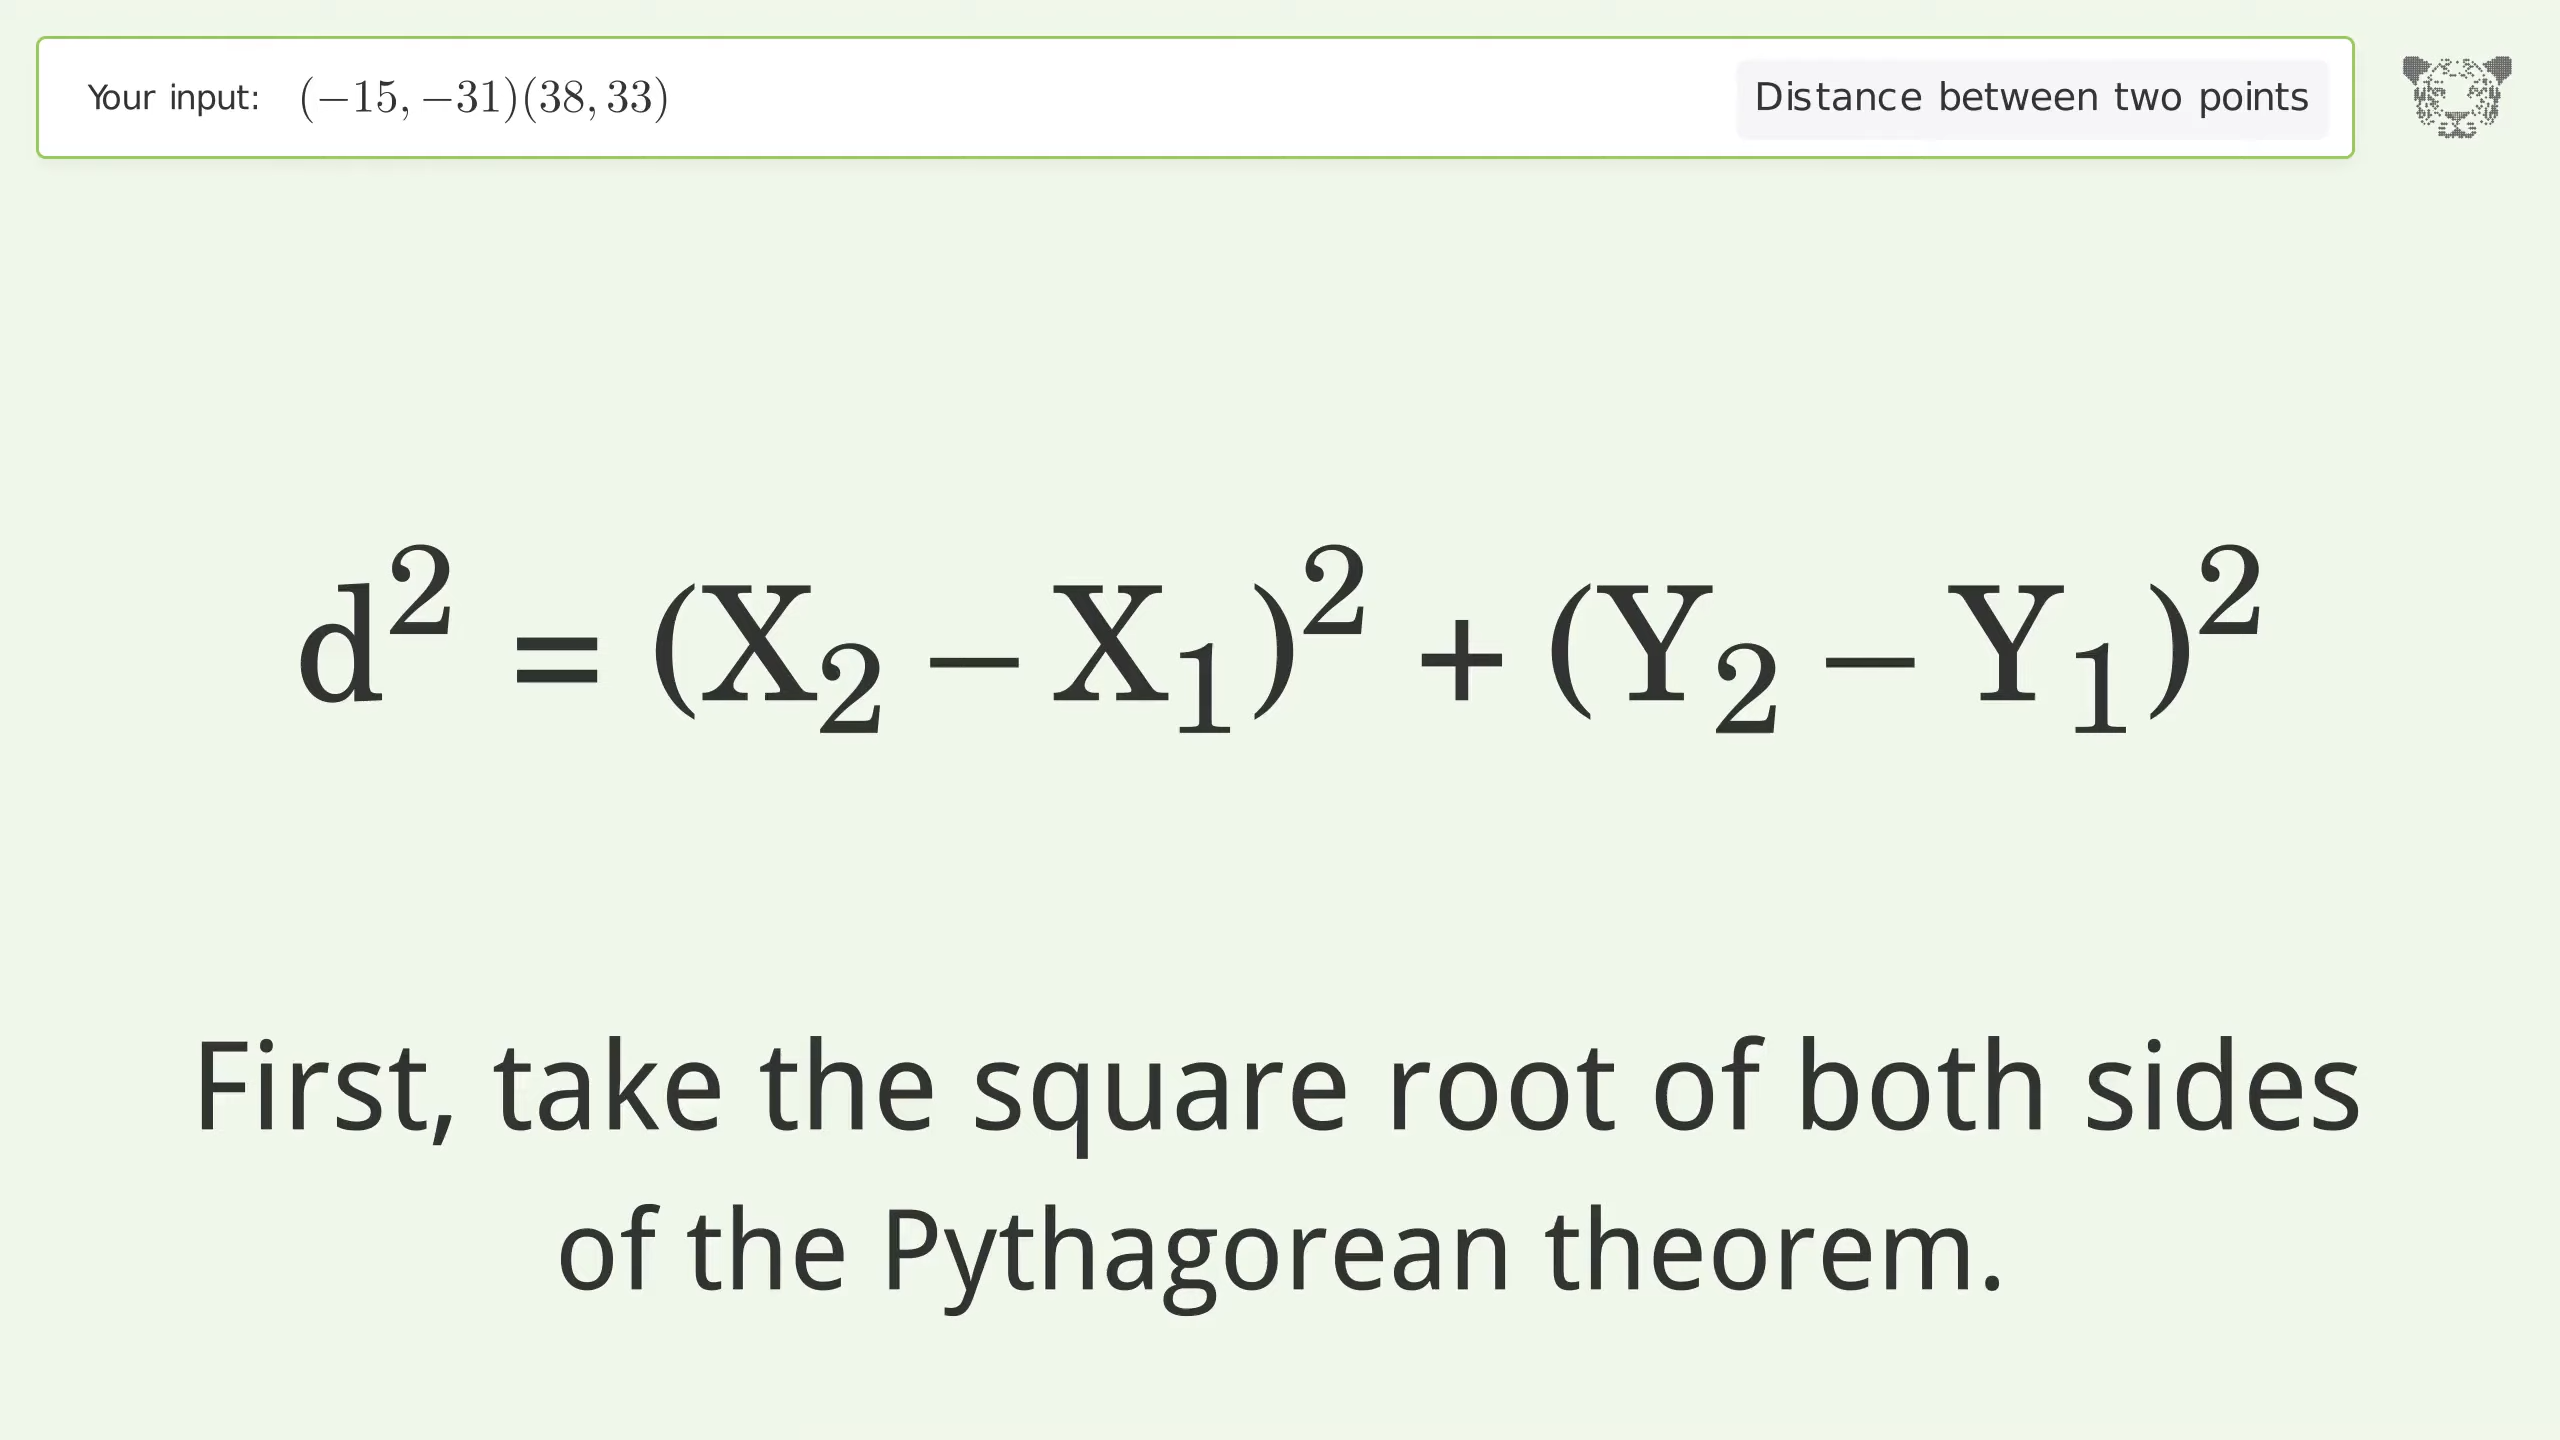 Your input: (−15, −31)(38, 33)
Distance between two points
d² = (X₂ − X₁)² + (Y₂ − Y₁)²
First, take the square root of both sides
of the Pythagorean theorem.